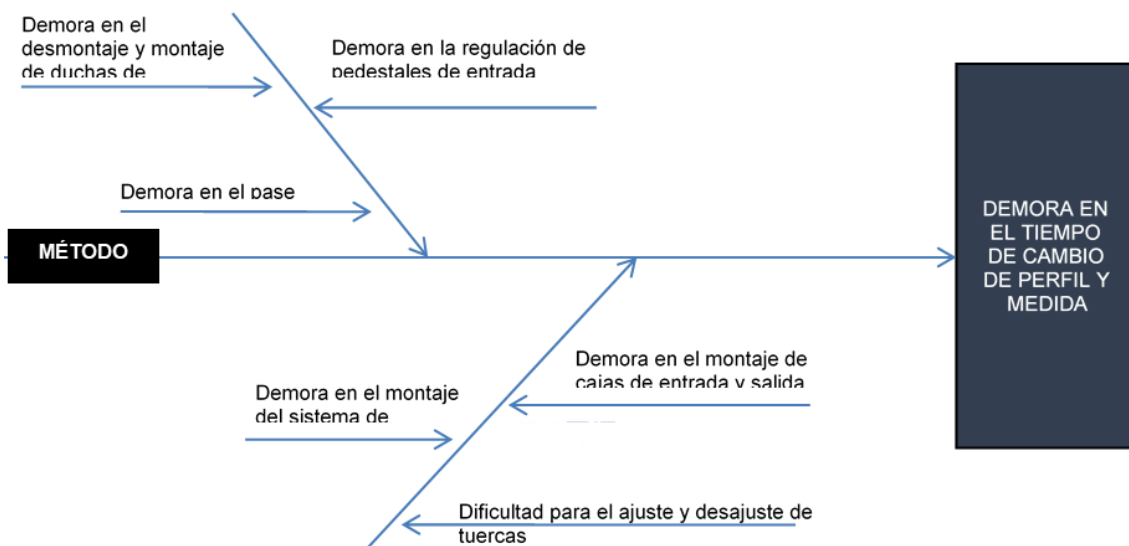 Demora en el
desmontaje y montaje
de duchas de
Demora en la regulación de
pedestales de entrada
Demora en el pase
MÉTODO
DEMORA EN
EL TIEMPO
DE CAMBIO
DE PERFIL Y
MEDIDA
Demora en el montaje de
cajas de entrada y salida
Demora en el montaje
del sistema de
Dificultad para el ajuste y desajuste de
tuercas